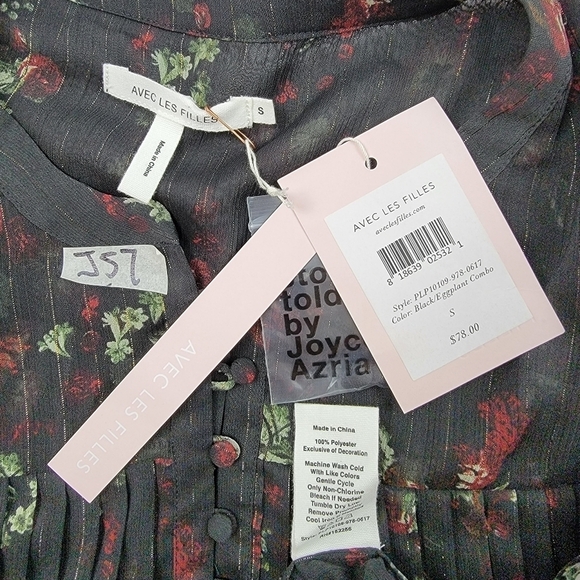 AVEC LES FILLES
S
Made in China
J57
AVEC LES FILLES
aveclesfilles.com
8 18639 02532 1
Style: PLP10109-978-0617
Color: Black/Eggplant Combo
S
$78.00
AVEC LES FILLES
told
by
Joyc
Azria
Made in China
100% Polyester
Exclusive of Decoration
Machine Wash Cold
With Like Colors
Gentle Cycle
Only Non-Chlorine
Bleach If Needed
Tumble Dry Low
Remove
Cool Iron